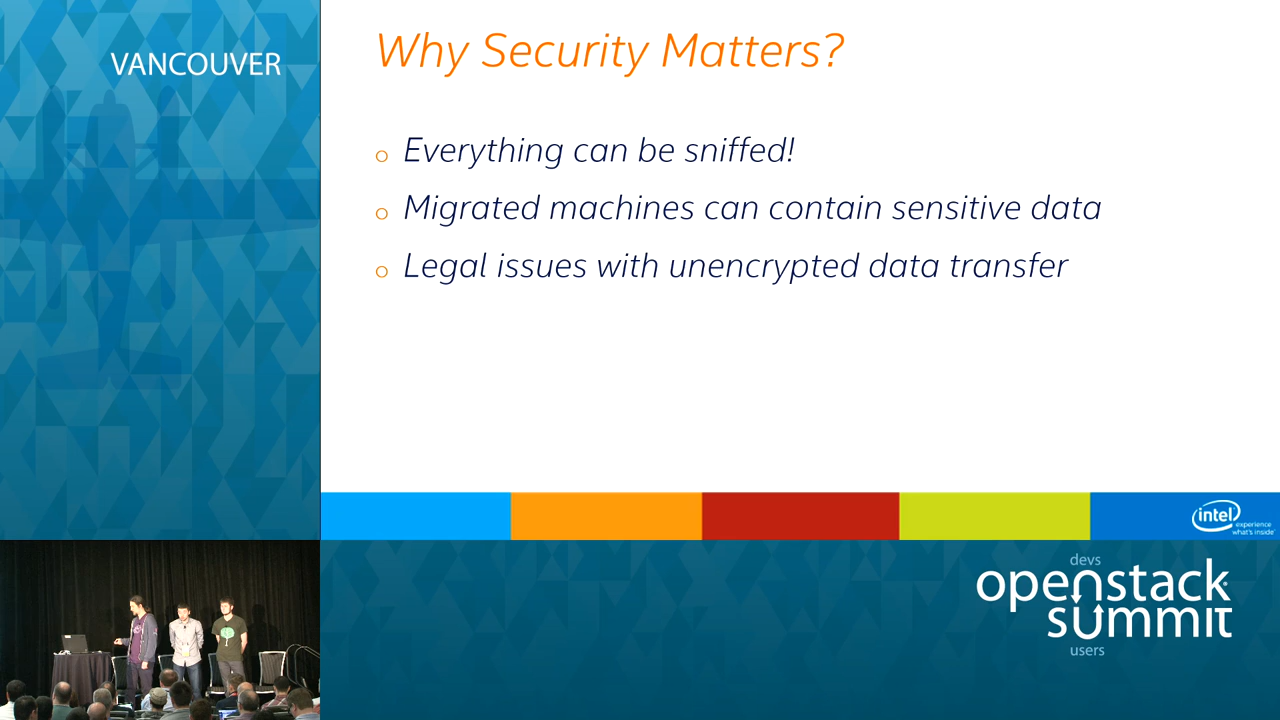 VANCOUVER
Why Security Matters?
o Everything can be sniffed!
o Migrated machines can contain sensitive data
o Legal issues with unencrypted data transfer
intel
experience
what's inside
devs
openstack
summit
users